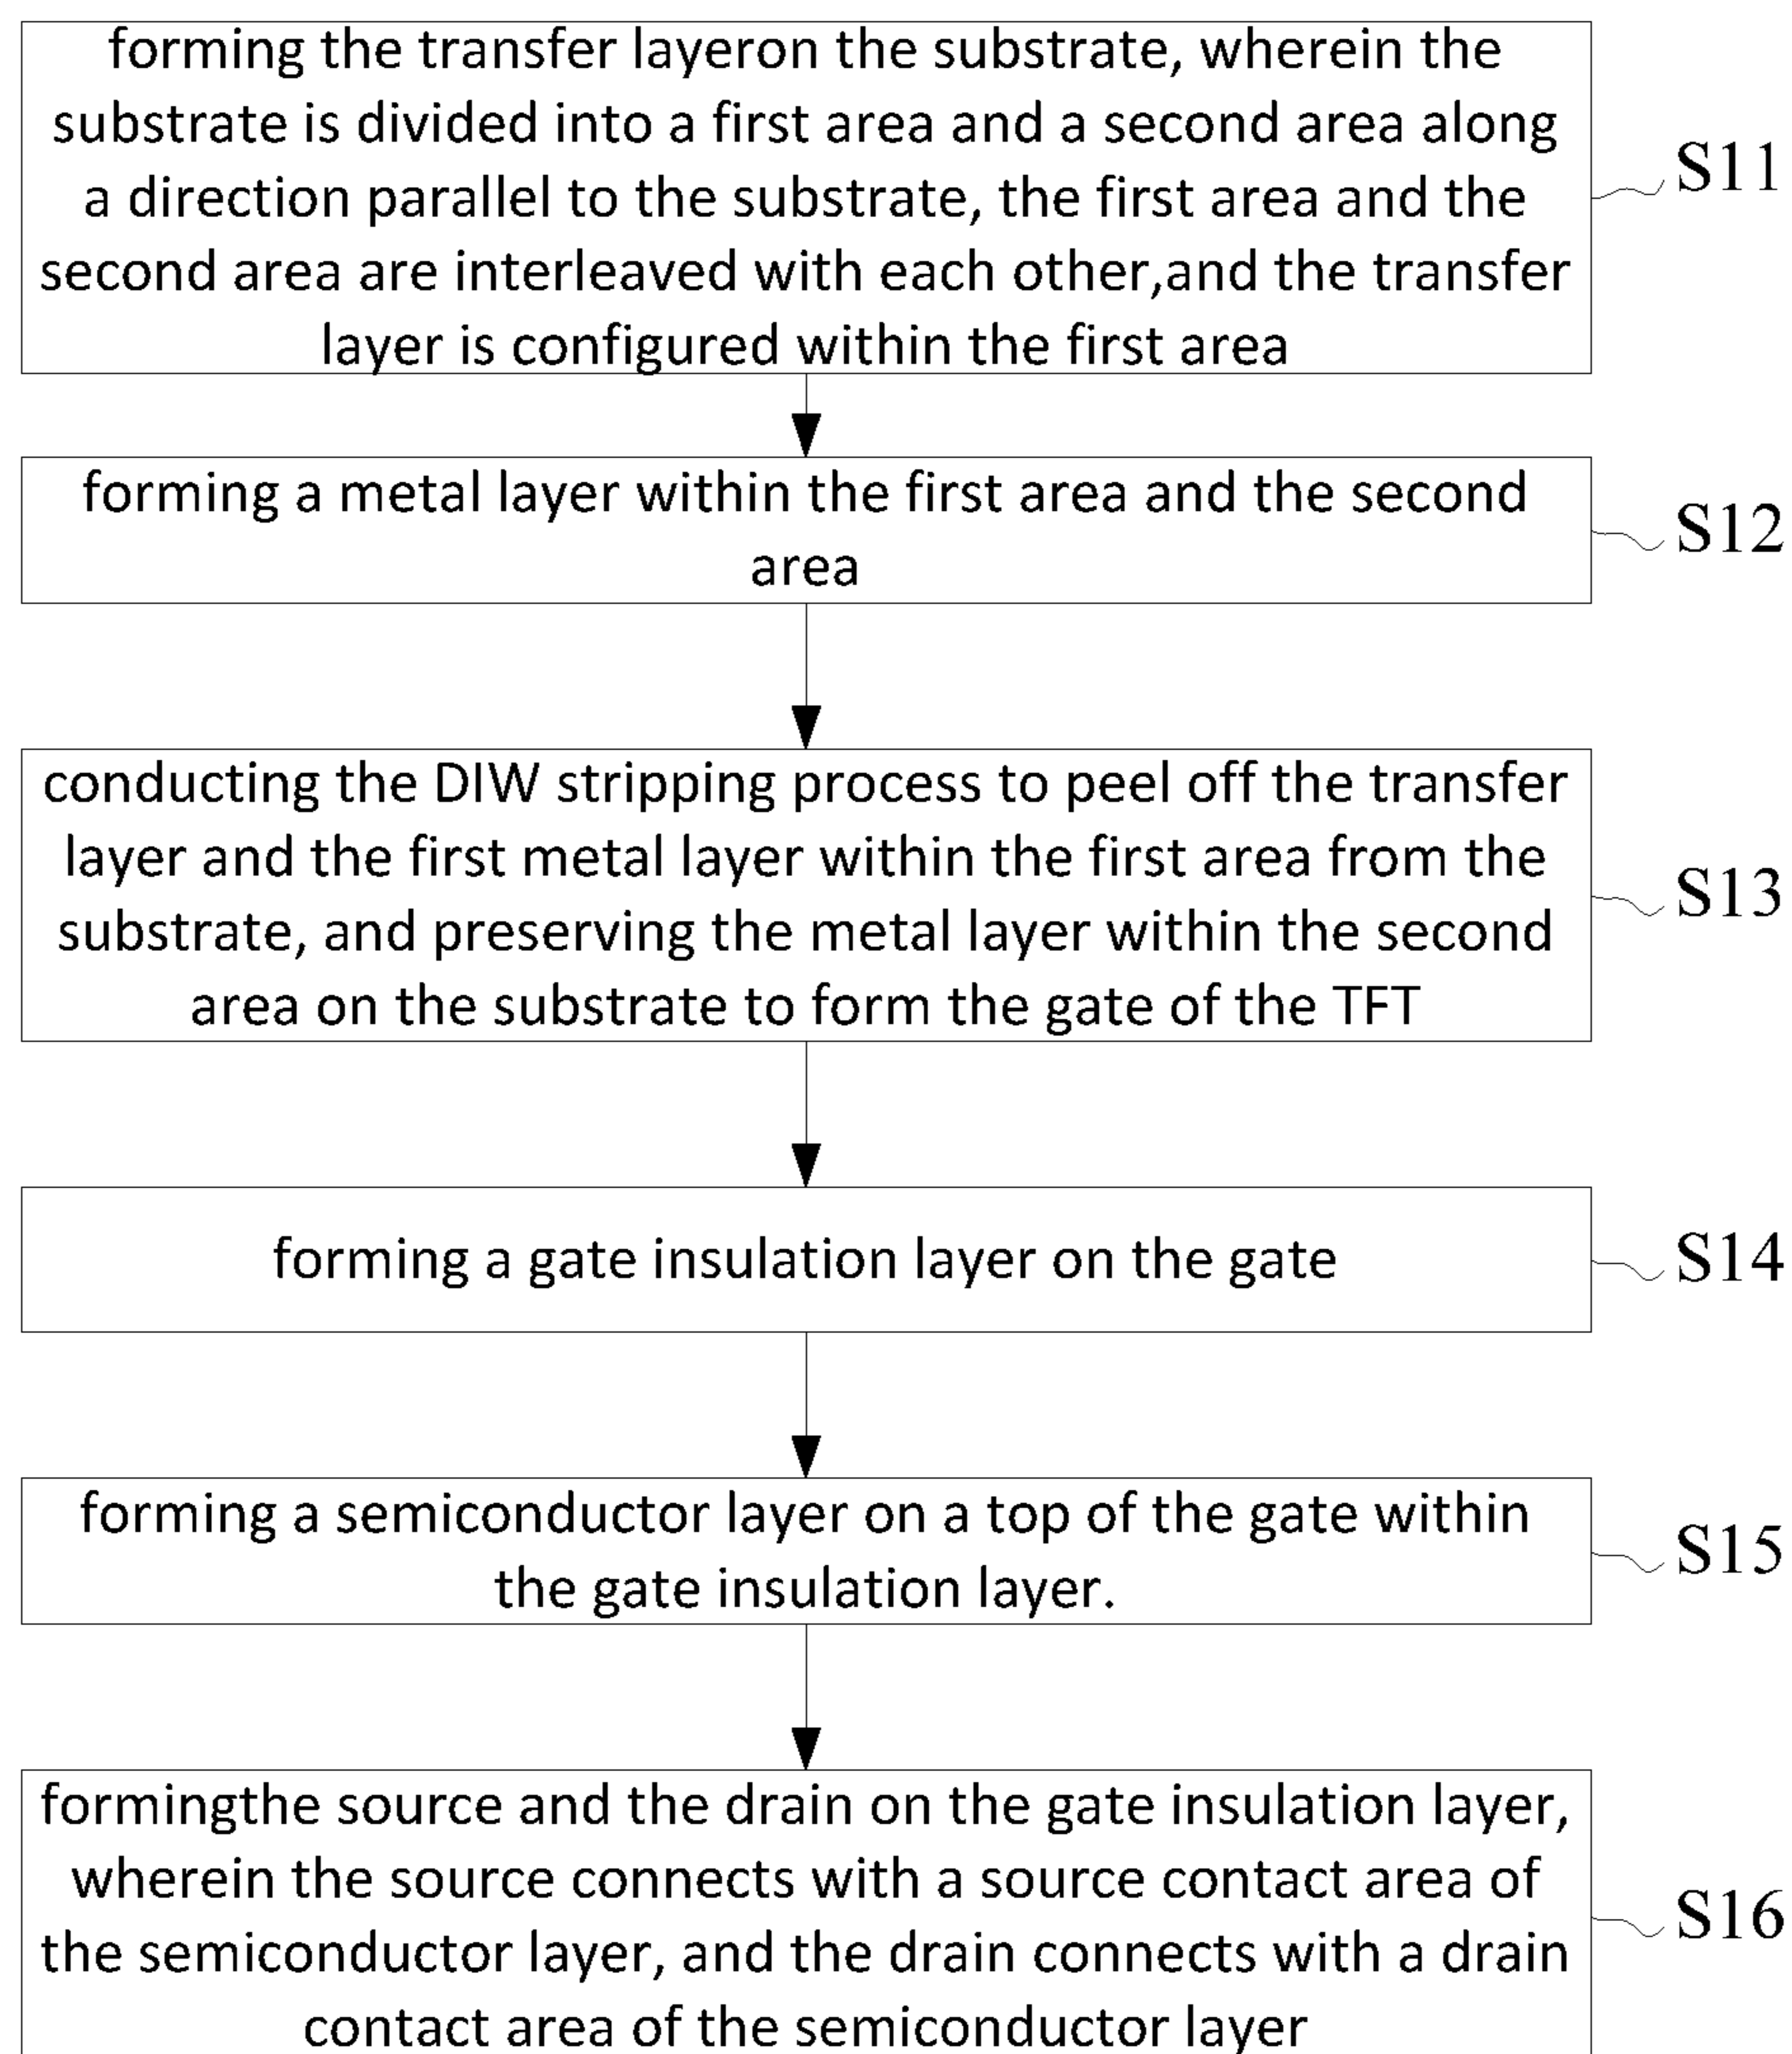 forming the transfer layeron the substrate, wherein the
substrate is divided into a first area and a second area along
a direction parallel to the substrate, the first area and the
second area are interleaved with each other,and the transfer
layer is configured within the first area
S11
forming a metal layer within the first area and the second
area
S12
conducting the DIW stripping process to peel off the transfer
layer and the first metal layer within the first area from the
substrate, and preserving the metal layer within the second
area on the substrate to form the gate of the TFT
S13
forming a gate insulation layer on the gate
S14
forming a semiconductor layer on a top of the gate within
the gate insulation layer.
S15
formingthe source and the drain on the gate insulation layer,
wherein the source connects with a source contact area of
the semiconductor layer, and the drain connects with a drain
contact area of the semiconductor layer
S16